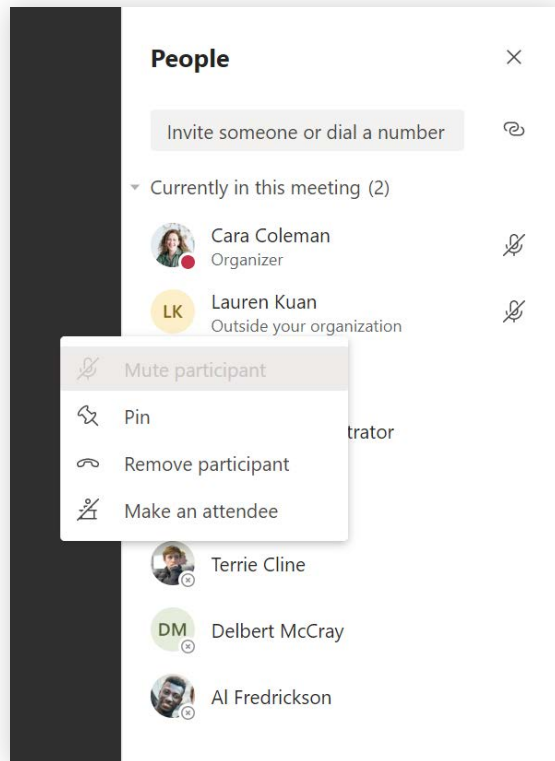 People
Invite someone or dial a number
Currently in this meeting (2)
Cara Coleman
Organizer
LK
Lauren Kuan
Outside your organization
Mute participant
Pin
trator
Remove participant
Make an attendee
Terrie Cline
DM
Delbert McCray
Al Fredrickson